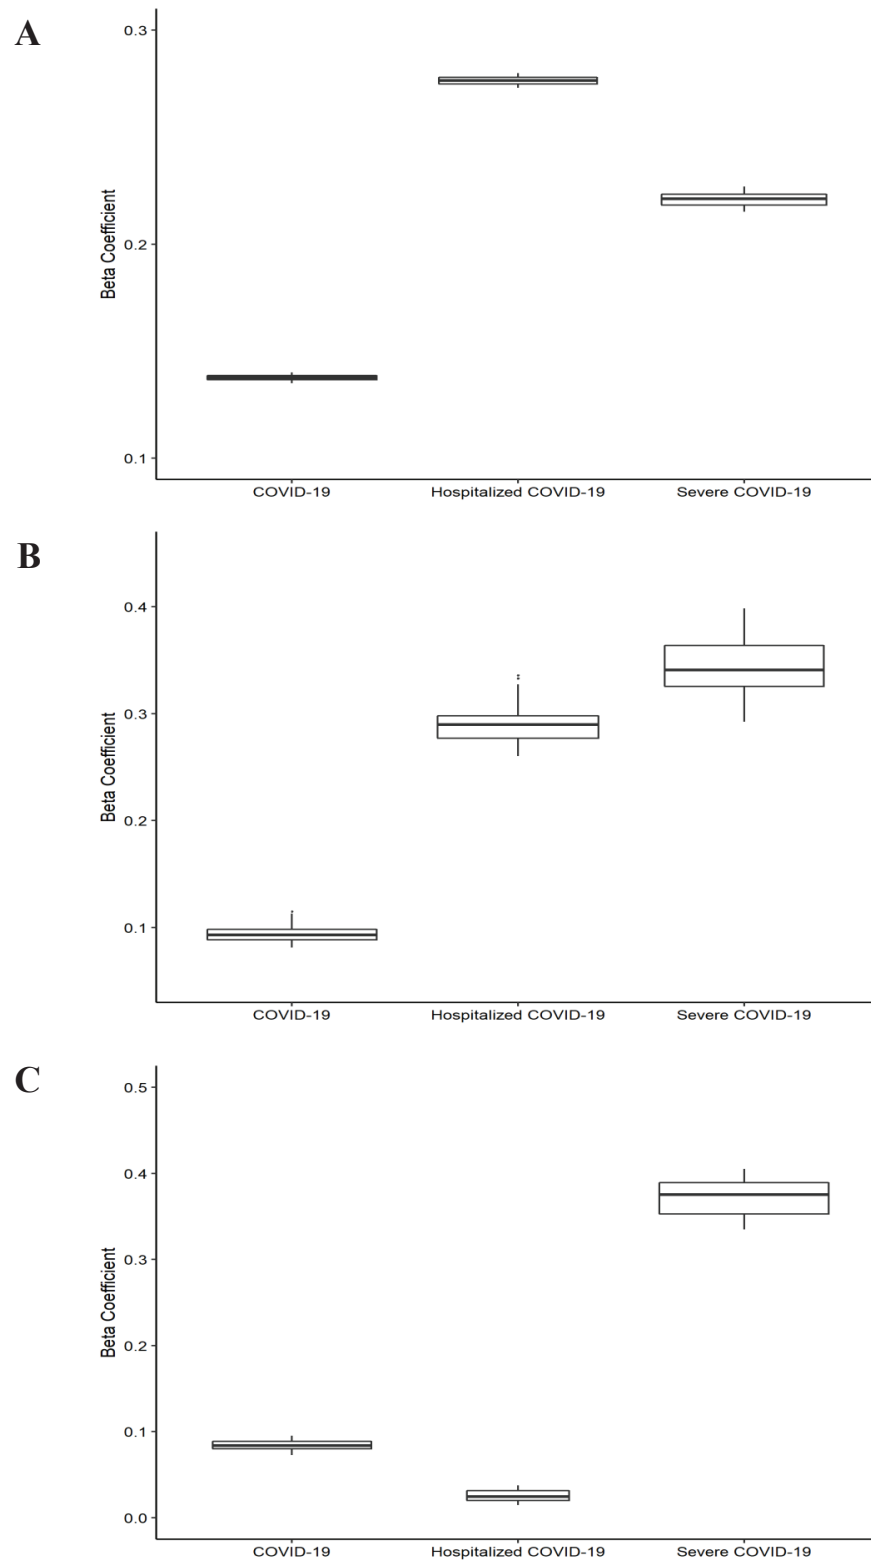 A
0.3
0.2
0.1
Beta Coefficient
COVID-19 Hospitalized COVID-19 Severe COVID-19
B
0.4
0.3
0.2
0.1
Beta Coefficient
COVID-19 Hospitalized COVID-19 Severe COVID-19
C
0.5
0.4
0.3
0.2
0.1
0.0
Beta Coefficient
COVID-19 Hospitalized COVID-19 Severe COVID-19